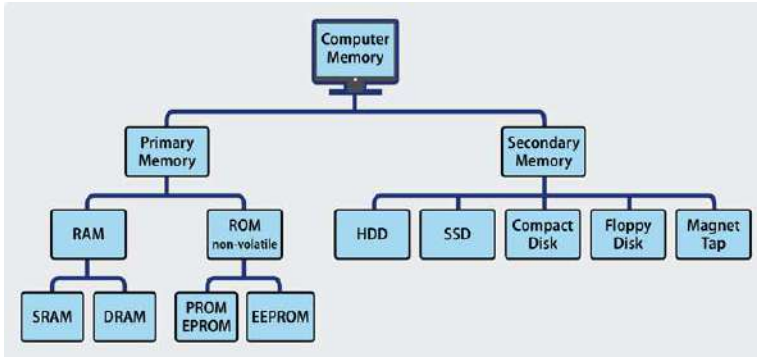 Computer
Memory
Primary
Memory
Secondary
Memory
RAM
ROM
non-volatile
HDD
SSD
Compact
Disk
Floppy
Disk
Magnet
Tap
SRAM
DRAM
PROM
EPROM
EEPROM